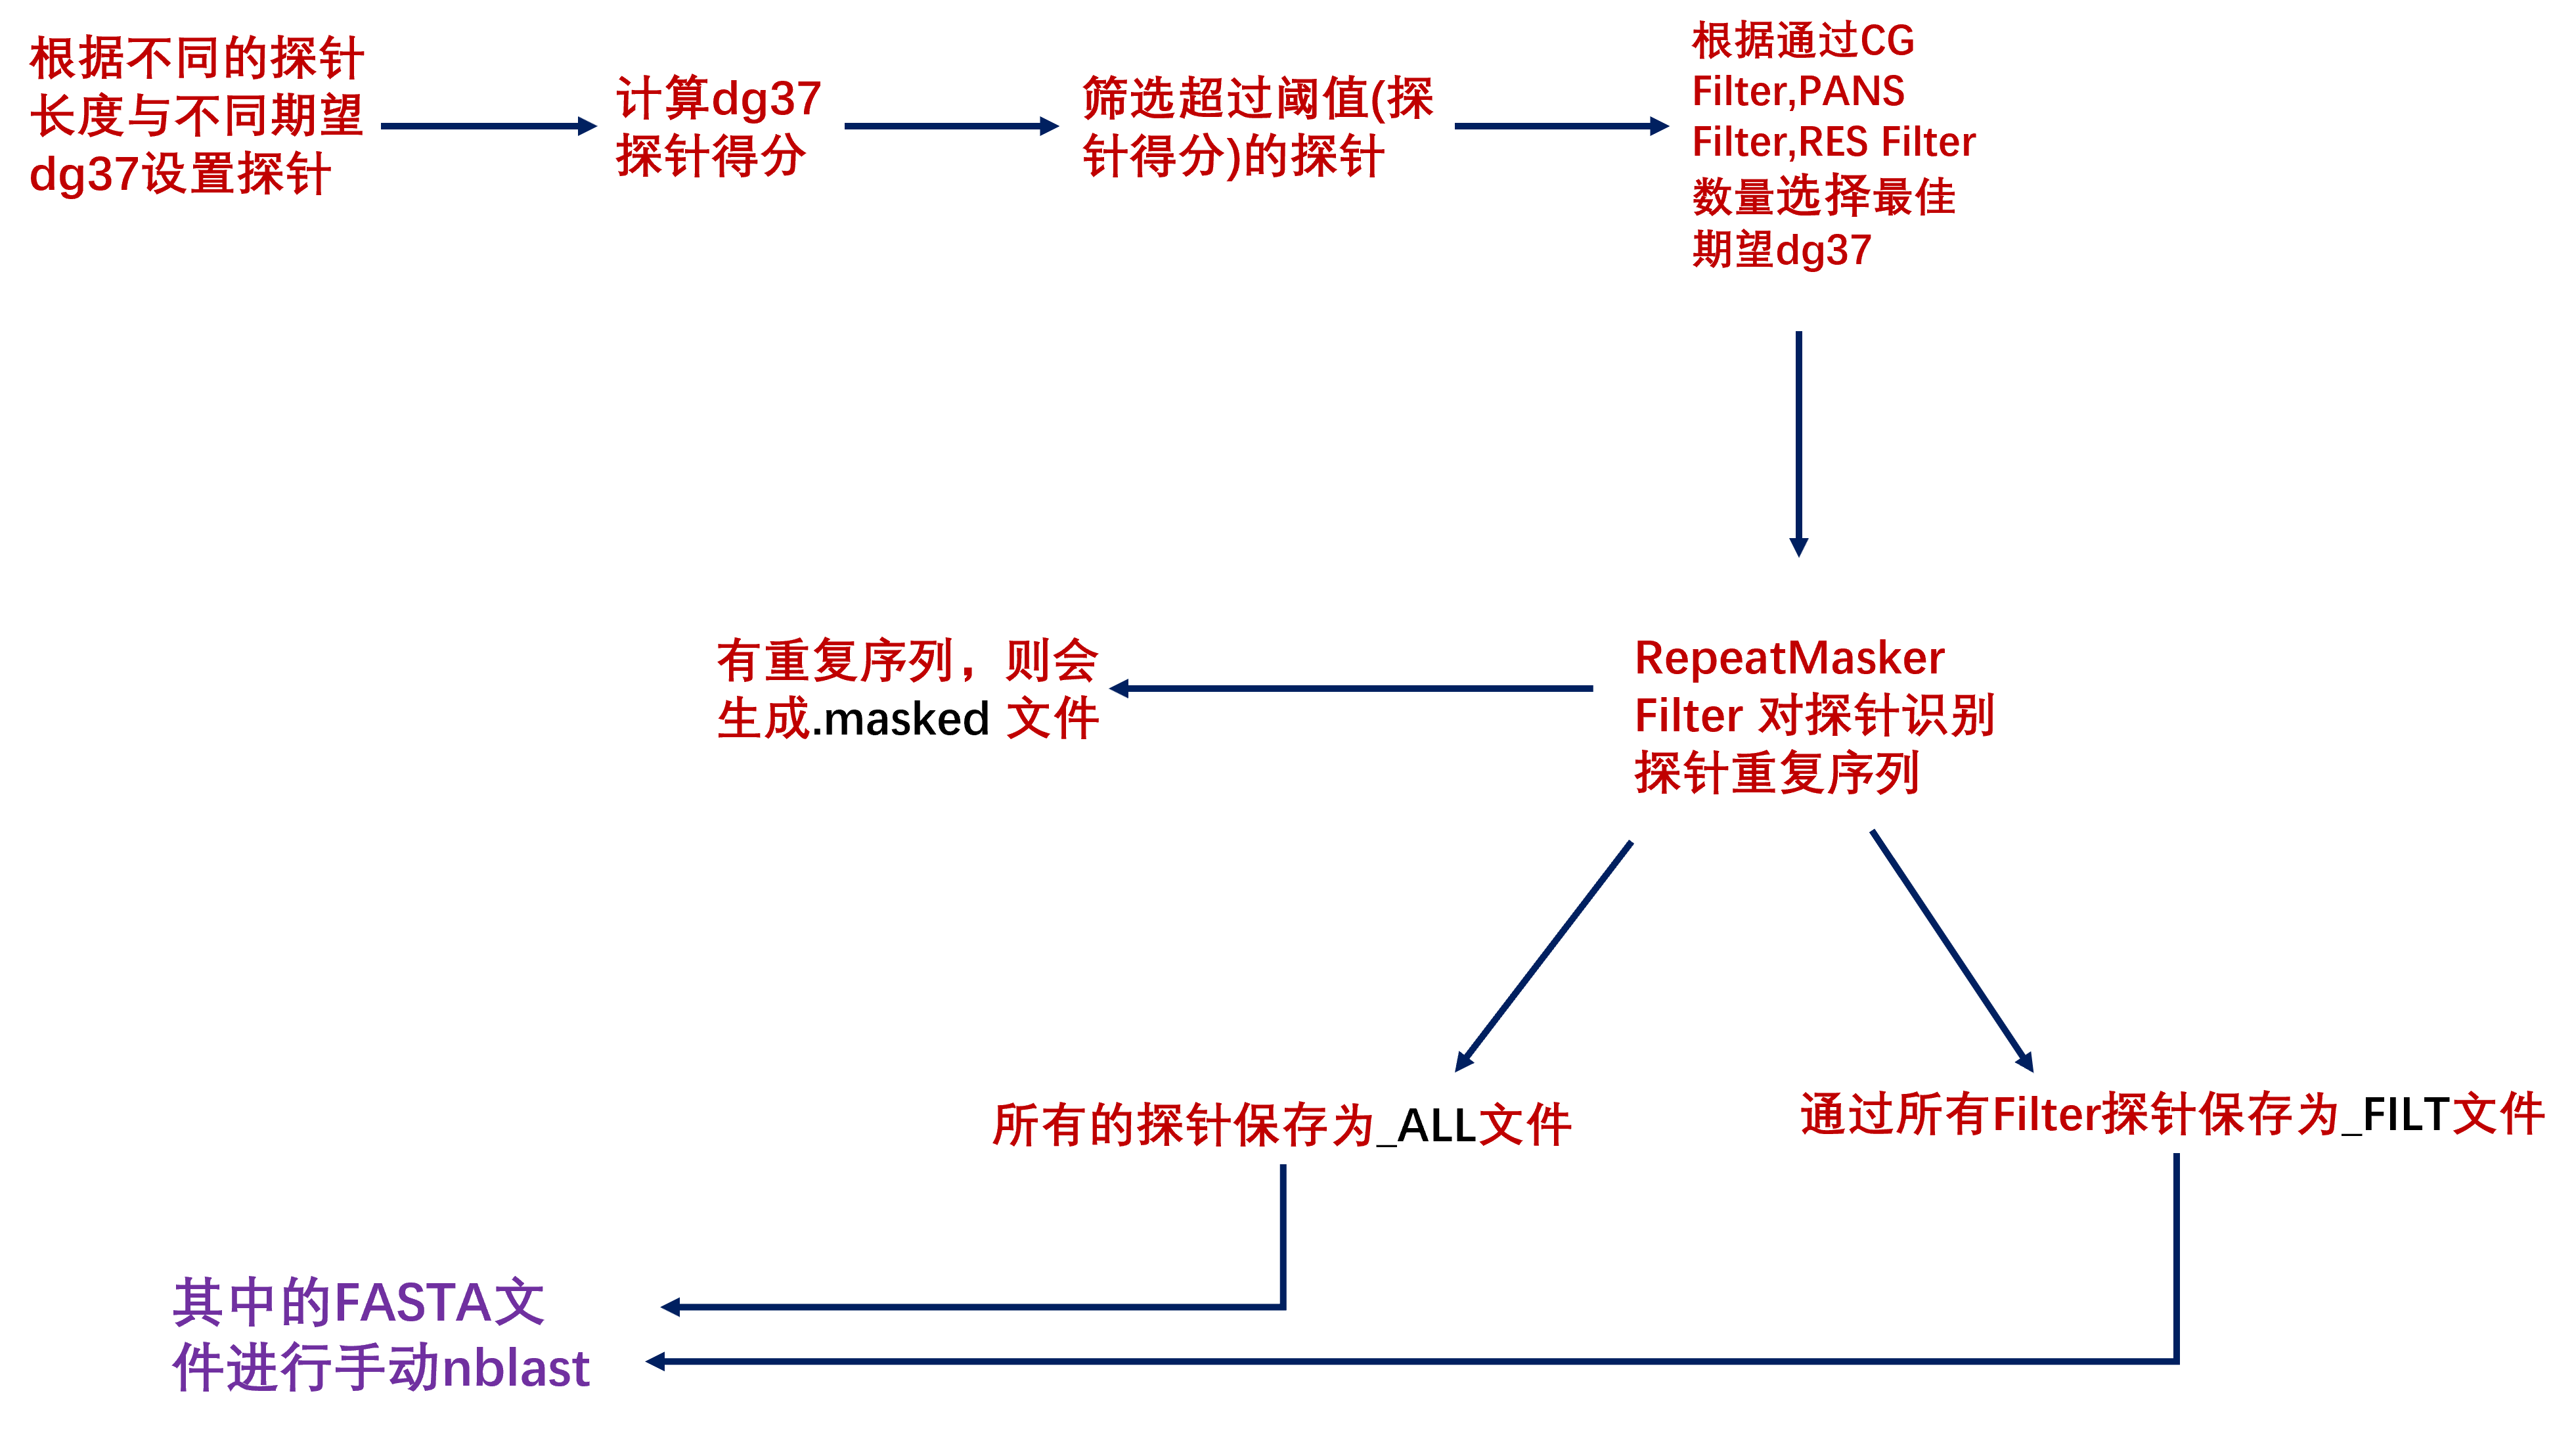 根据不同的探针
长度与不同期望
dg37设置探针
计算dg37
探针得分
筛选超过阈值(探
针得分)的探针
根据通过CG
Filter,PANS
Filter,RES Filter
数量选择最佳
期望dg37
有重复序列，则会
生成.masked 文件
RepeatMasker
Filter 对探针识别
探针重复序列
所有的探针保存为_ALL文件
通过所有Filter探针保存为_FILT文件
其中的FASTA文
件进行手动nblast